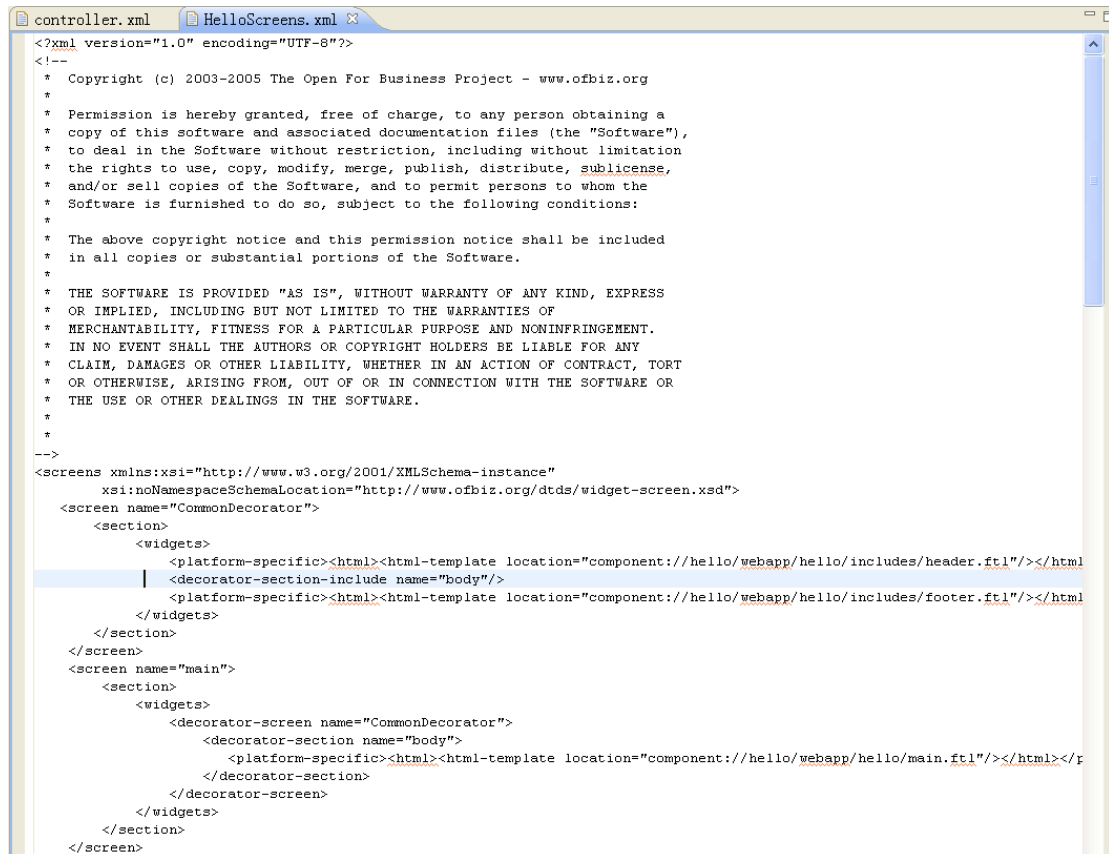 controller.xml HelloScreens.xml
<?xml version="1.0" encoding="UTF-8"?>
<!--
 *  Copyright (c) 2003-2005 The Open For Business Project - www.ofbiz.org
 *
 *  Permission is hereby granted, free of charge, to any person obtaining a
 *  copy of this software and associated documentation files (the "Software"),
 *  to deal in the Software without restriction, including without limitation
 *  the rights to use, copy, modify, merge, publish, distribute, sublicense,
 *  and/or sell copies of the Software, and to permit persons to whom the
 *  Software is furnished to do so, subject to the following conditions:
 *
 *  The above copyright notice and this permission notice shall be included
 *  in all copies or substantial portions of the Software.
 *
 *  THE SOFTWARE IS PROVIDED "AS IS", WITHOUT WARRANTY OF ANY KIND, EXPRESS
 *  OR IMPLIED, INCLUDING BUT NOT LIMITED TO THE WARRANTIES OF
 *  MERCHANTABILITY, FITNESS FOR A PARTICULAR PURPOSE AND NONINFRINGEMENT.
 *  IN NO EVENT SHALL THE AUTHORS OR COPYRIGHT HOLDERS BE LIABLE FOR ANY
 *  CLAIM, DAMAGES OR OTHER LIABILITY, WHETHER IN AN ACTION OF CONTRACT, TORT
 *  OR OTHERWISE, ARISING FROM, OUT OF OR IN CONNECTION WITH THE SOFTWARE OR
 *  THE USE OR OTHER DEALINGS IN THE SOFTWARE.
 *
 *
-->
<screens xmlns:xsi="http://www.w3.org/2001/XMLSchema-instance"
        xsi:noNamespaceSchemaLocation="http://www.ofbiz.org/dtds/widget-screen.xsd">
   <screen name="CommonDecorator">
       <section>
            <widgets>
                <platform-specific><html><html-template location="component://hello/webapp/hello/includes/header.ftl"/></html
                <decorator-section-include name="body"/>
                <platform-specific><html><html-template location="component://hello/webapp/hello/includes/footer.ftl"/></html
            </widgets>
       </section>
    </screen>
    <screen name="main">
        <section>
            <widgets>
                <decorator-screen name="CommonDecorator">
                    <decorator-section name="body">
                       <platform-specific><html><html-template location="component://hello/webapp/hello/main.ftl"/></html></p
                    </decorator-section>
                </decorator-screen>
            </widgets>
        </section>
    </screen>